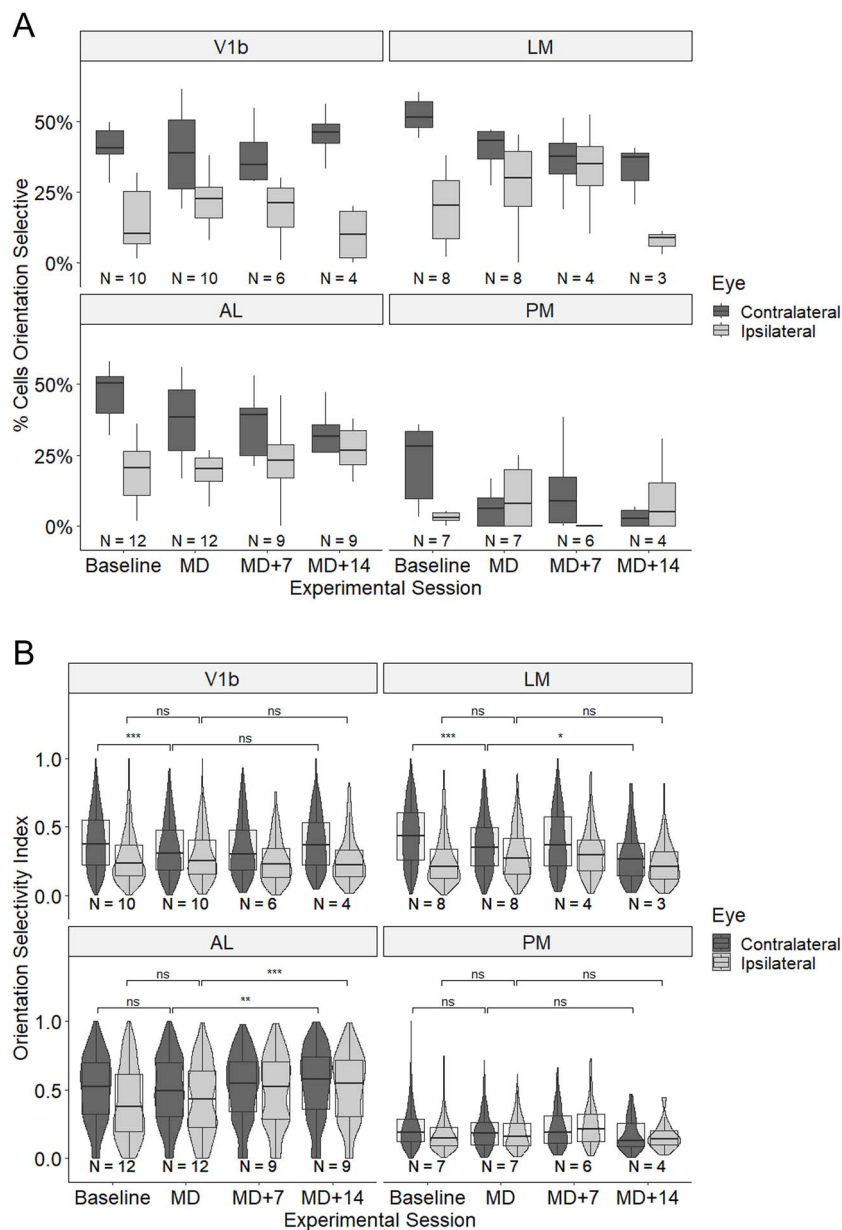 A
V1b LM
50%
25%
0%
N = 10 N = 10 N = 6 N = 4 N = 8 N = 8 N = 4 N = 3
AL PM
50%
25%
0%
N = 12 N = 12 N = 9 N = 9 N = 7 N = 7 N = 6 N = 4
Baseline MD MD+7 MD+14 Baseline MD MD+7 MD+14
Experimental Session
% Cells Orientation Selective
Eye
Contralateral
Ipsilateral
B
V1b LM
ns ns ns ns
*** ns *** *
1.0
0.5
0.0
N = 10 N = 10 N = 6 N = 4 N = 8 N = 8 N = 4 N = 3
AL PM
ns *** ns ns
ns ** ns ns
1.0
0.5
0.0
N = 12 N = 12 N = 9 N = 9 N = 7 N = 7 N = 6 N = 4
Baseline MD MD+7 MD+14 Baseline MD MD+7 MD+14
Experimental Session
Orientation Selectivity Index
Eye
Contralateral
Ipsilateral